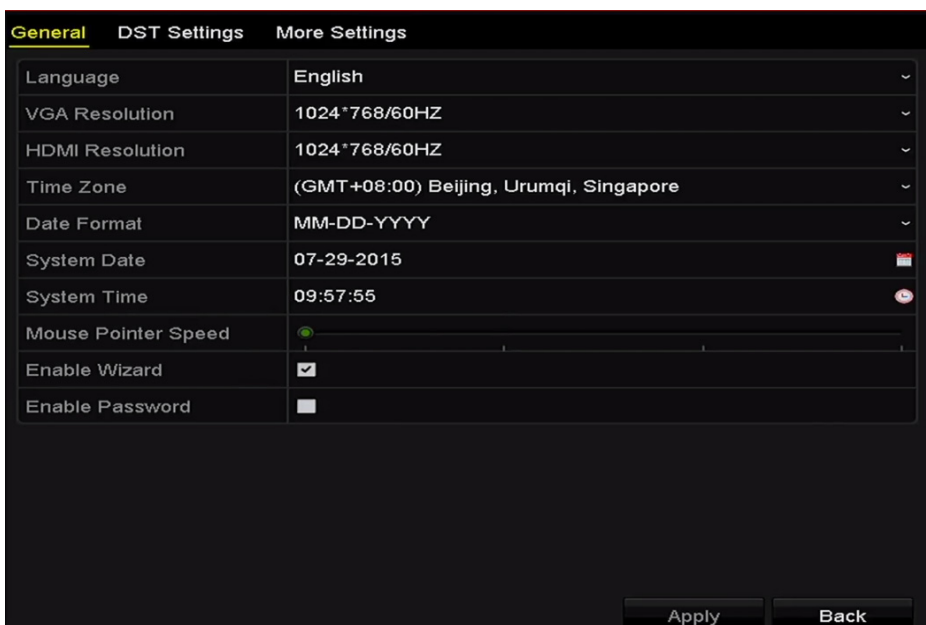 General DST Settings More Settings
Language English
VGA Resolution 1024*768/60HZ
HDMI Resolution 1024*768/60HZ
Time Zone (GMT+08:00) Beijing, Urumqi, Singapore
Date Format MM-DD-YYYY
System Date 07-29-2015
System Time 09:57:55
Mouse Pointer Speed
Enable Wizard
Enable Password
Apply Back